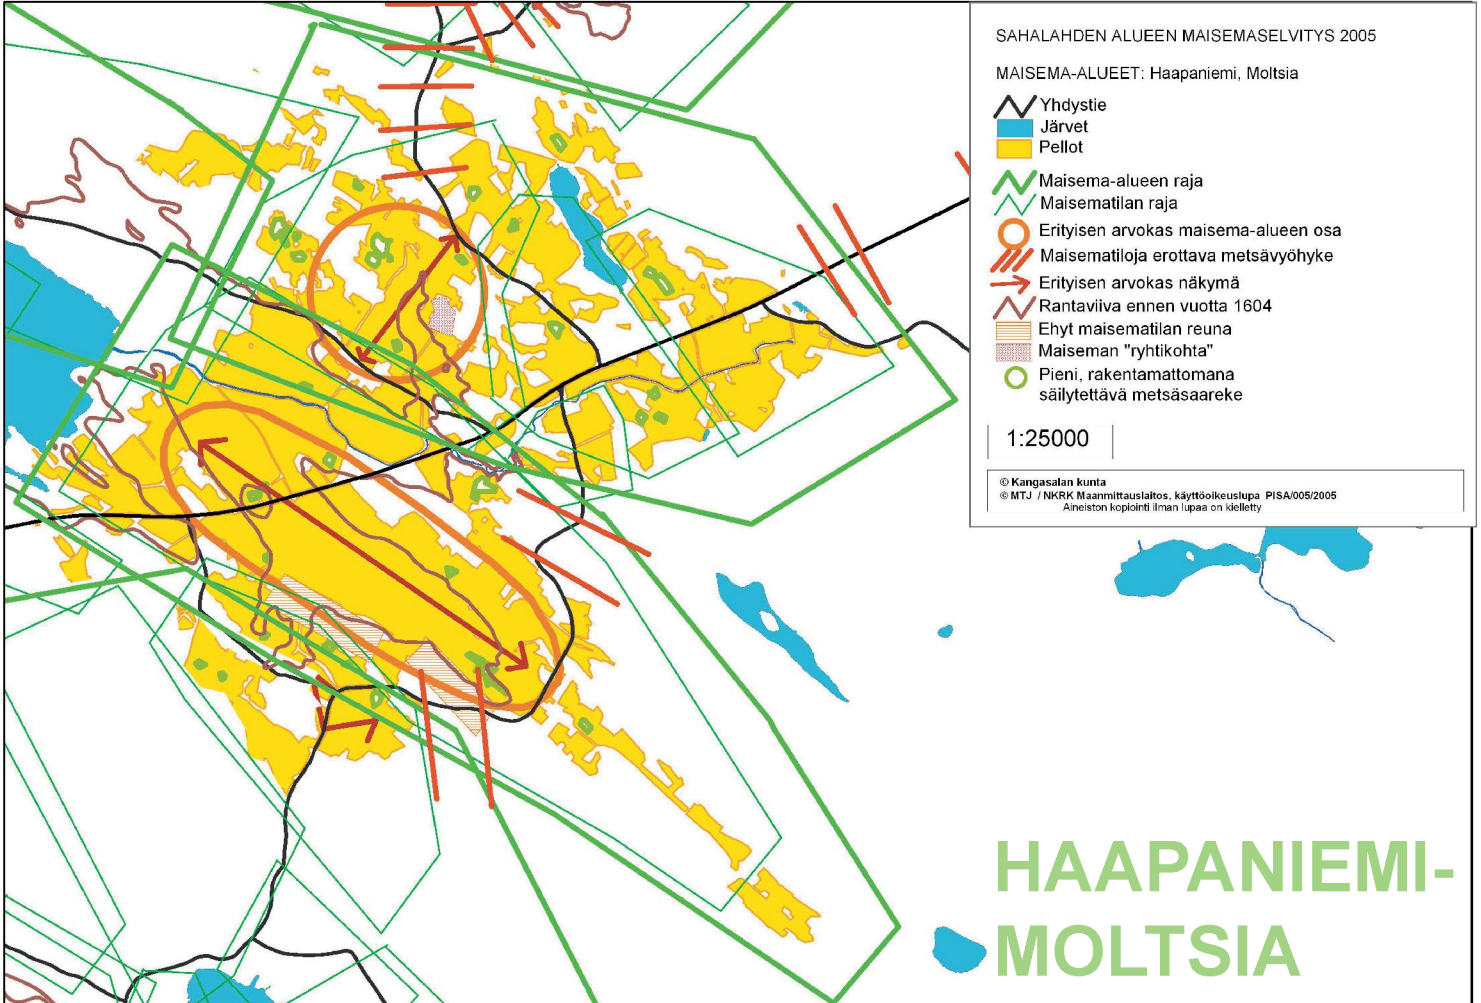 SAHALAHDEN ALUEEN MAISEMASELVITYS 2005
MAISEMA-ALUEET: Haapaniemi, Moltsia
Yhdystie
Järvet
Pellot
Maisema-alueen raja
Maisematilan raja
Erityisen arvokas maisema-alueen osa
Maisematiloja erottava metsävyöhyke
Erityisen arvokas näkymä
Rantaviiva ennen vuotta 1604
Ehyt maisematilan reuna
Maiseman "ryhtikohta"
Pieni, rakentamattomana
säilytettävä metsäsaareke
1:25000
© Kangasalan kunta
© MTJ / NKRK Maanmittauslaitos, käyttöoikeuslupa PISA/005/2005
Aineiston kopiointi ilman lupaa on kielletty
HAAPANIEMI-
MOLTSIA